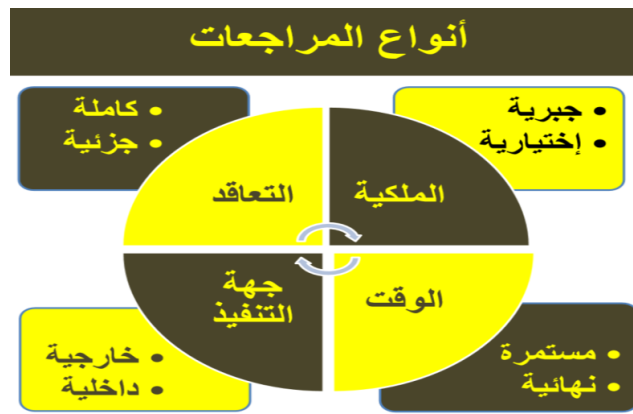 أنواع المراجعات
• جبرية
• إختيارية
الملكية
• كاملة
• جزئية
التعاقد
الوقت
• مستمرة
• نهائية
جهة
التنفيذ
• خارجية
• داخلية